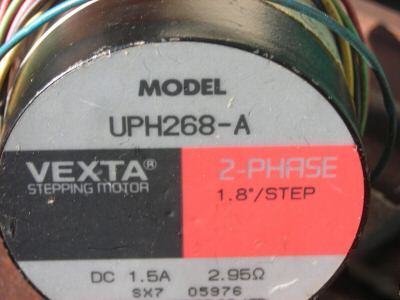 MODEL
UPH268-A
VEXTA® 2-PHASE
STEPPING MOTOR 1.8°/STEP
DC 1.5A 2.95Ω
SX7 05976